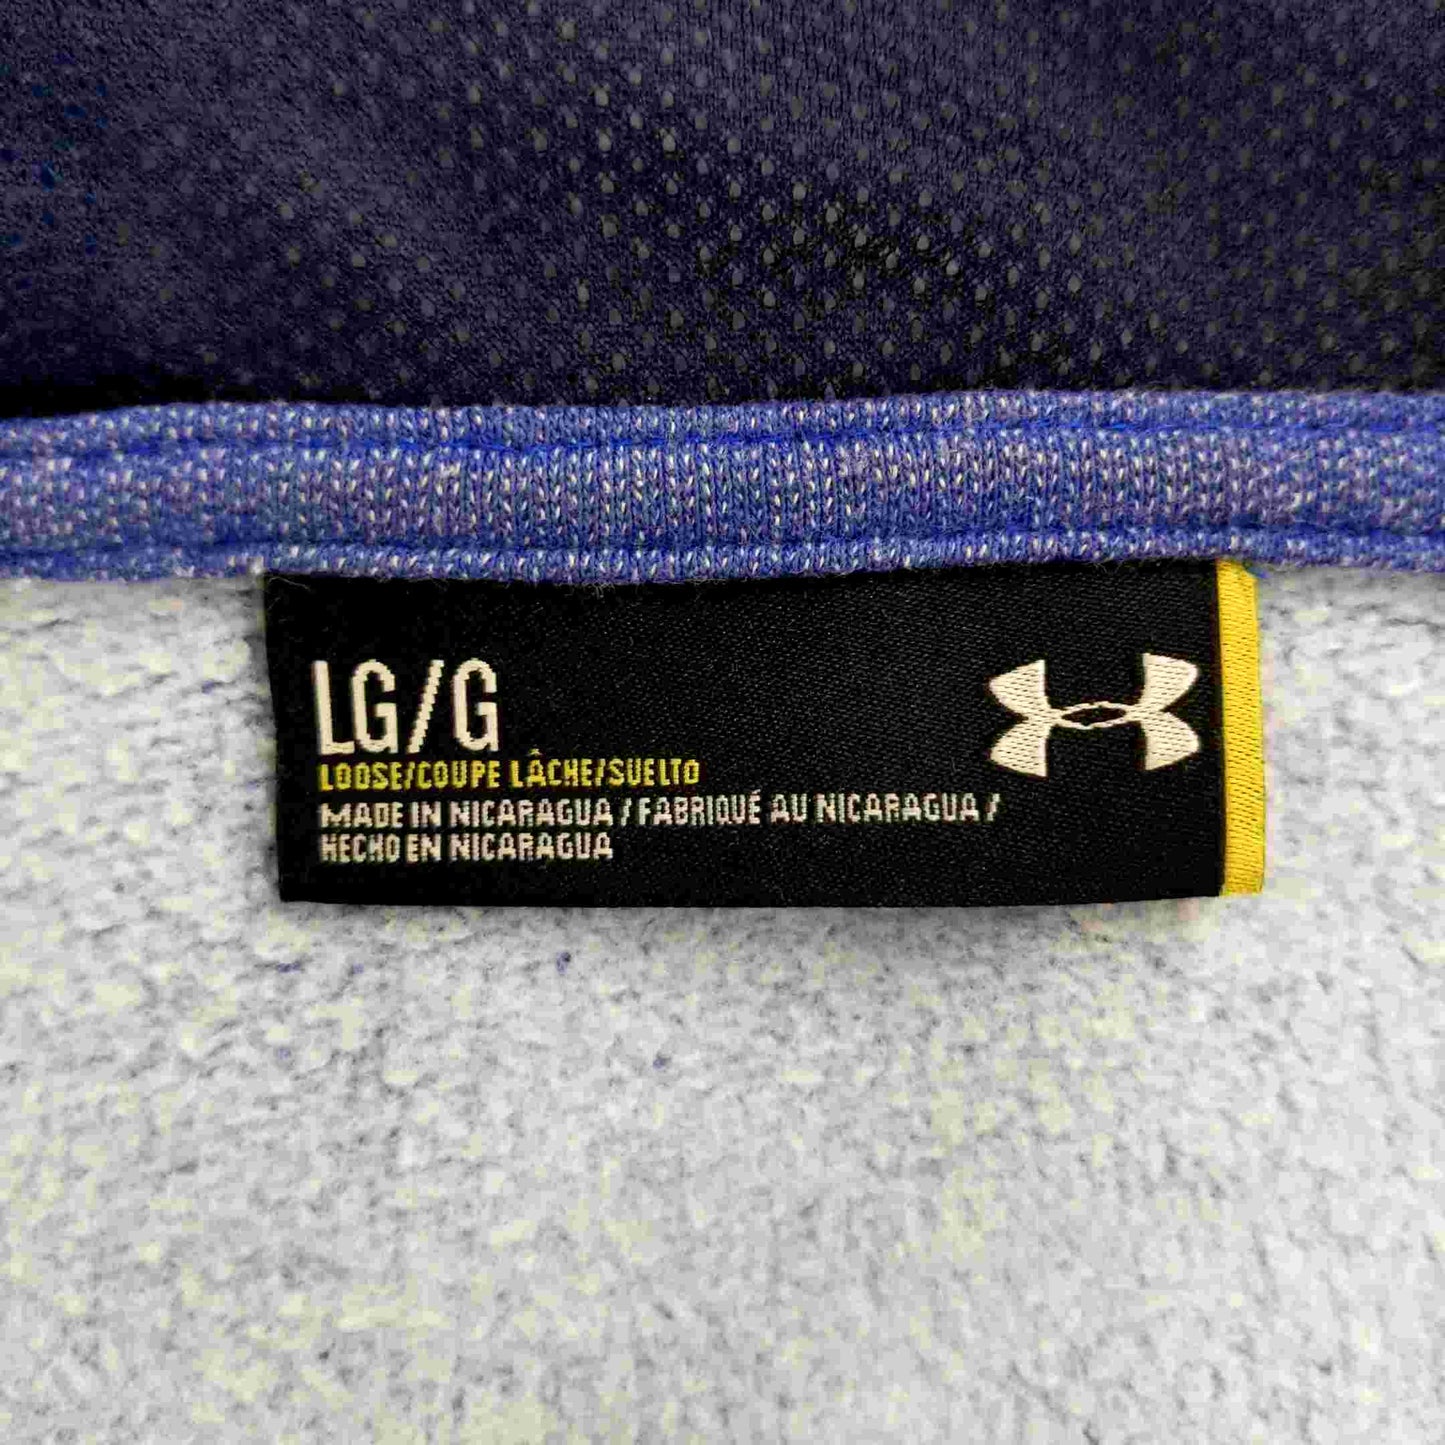 LG/G
LOOSE/COUPE LÂCHE/SUELTO
MADE IN NICARAGUA / FABRIQUÉ AU NICARAGUA /
HECHO EN NICARAGUA